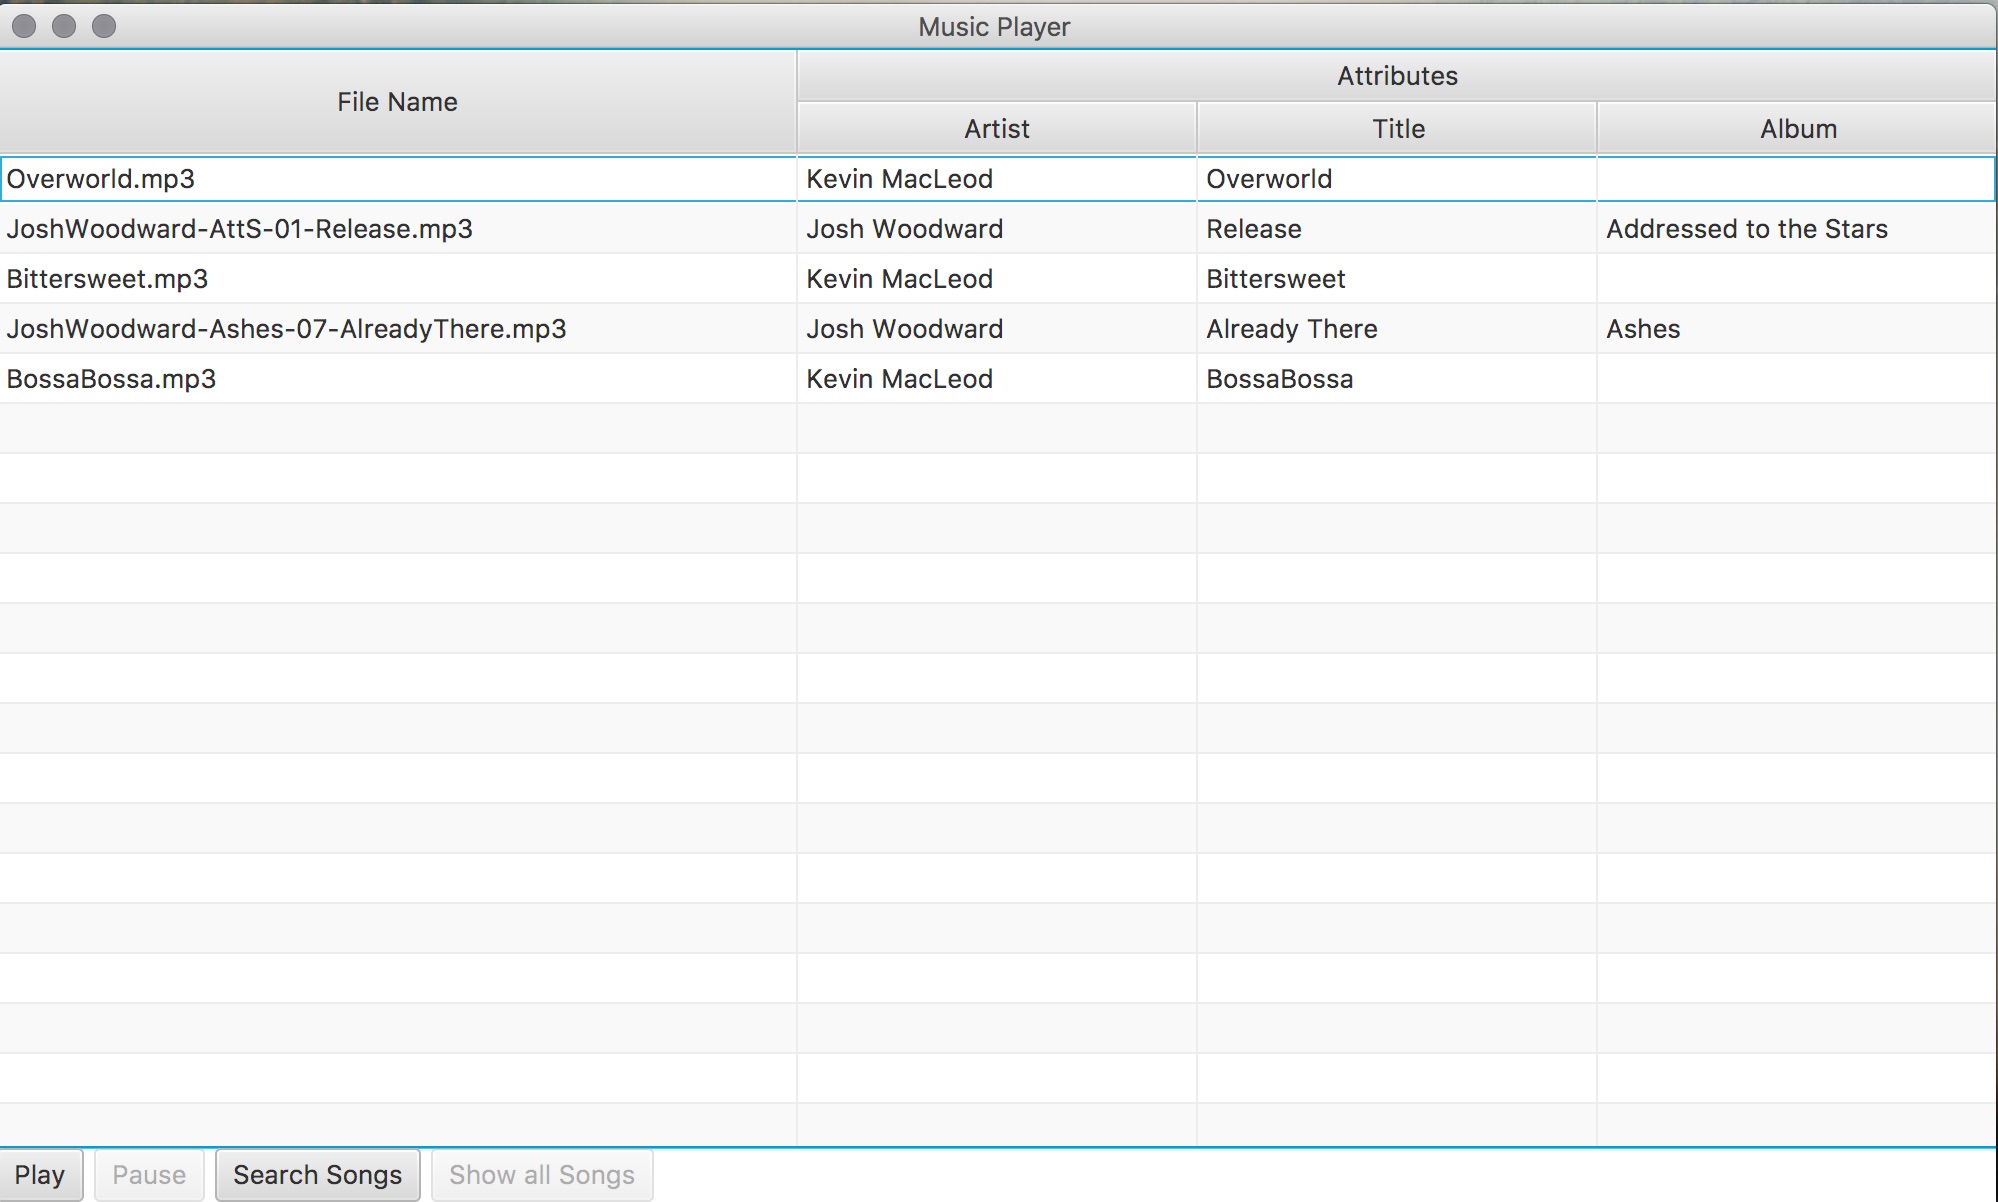 Music Player
File Name
Attributes
Artist Title Album
Overworld.mp3 Kevin MacLeod Overworld
JoshWoodward-AttS-01-Release.mp3 Josh Woodward Release Addressed to the Stars
Bittersweet.mp3 Kevin MacLeod Bittersweet
JoshWoodward-Ashes-07-AlreadyThere.mp3 Josh Woodward Already There Ashes
BossaBossa.mp3 Kevin MacLeod BossaBossa
Play Pause Search Songs Show all Songs